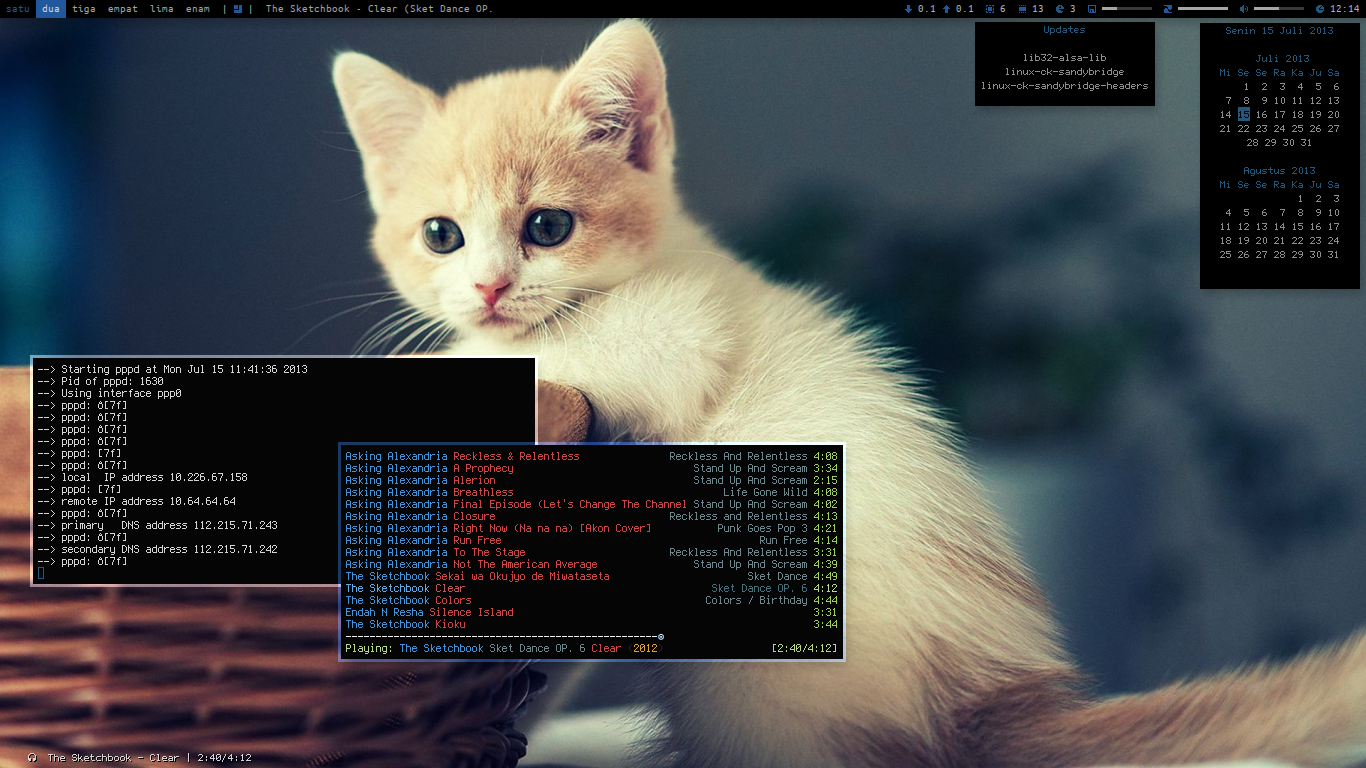 satu dua tiga empat lima enam | | The Sketchbook - Clear (Sket Dance OP. 0.1 0.1 6 13 3 12:14
Updates
lib32-alsa-lib
linux-ck-sandybridge
linux-ck-sandybridge-headers
Senin 15 Juli 2013
Juli 2013
Mi Se Se Ra Ka Ju Sa
1 2 3 4 5 6
7 8 9 10 11 12 13
14 15 16 17 18 19 20
21 22 23 24 25 26 27
28 29 30 31
Agustus 2013
Mi Se Se Ra Ka Ju Sa
1 2 3
4 5 6 7 8 9 10
11 12 13 14 15 16 17
18 19 20 21 22 23 24
25 26 27 28 29 30 31
--> Starting pppd at Mon Jul 15 11:41:36 2013
--> Pid of pppd: 1630
--> Using interface ppp0
--> pppd: ð[7f]
--> pppd: ð[7f]
--> pppd: ð[7f]
--> pppd: ð[7f]
--> pppd: [7f]
--> pppd: ð[7f]
--> local  IP address 10.226.67.158
--> pppd: [7f]
--> remote IP address 10.64.64.64
--> pppd: ð[7f]
--> primary   DNS address 112.215.71.243
--> pppd: ð[7f]
--> secondary DNS address 112.215.71.242
--> pppd: ð[7f]
Asking Alexandria Reckless & Relentless Reckless And Relentless 4:08
Asking Alexandria A Prophecy Stand Up And Scream 3:34
Asking Alexandria Alerion Stand Up And Scream 2:15
Asking Alexandria Breathless Life Gone Wild 4:08
Asking Alexandria Final Episode (Let's Change The Channel Stand Up And Scream 4:02
Asking Alexandria Closure Reckless and Relentless 4:13
Asking Alexandria Right Now (Na na na) [Akon Cover] Punk Goes Pop 3 4:21
Asking Alexandria Run Free Run Free 4:14
Asking Alexandria To The Stage Reckless And Relentless 3:31
Asking Alexandria Not The American Average Stand Up And Scream 4:39
The Sketchbook Sekai wa Okujyo de Miwataseta Sket Dance 4:49
The Sketchbook Clear Sket Dance OP. 6 4:12
The Sketchbook Colors Colors / Birthday 4:44
Endah N Resha Silence Island 3:31
The Sketchbook Kioku 3:44
Playing: The Sketchbook Sket Dance OP. 6 Clear (2012) [2:40/4:12]
The Sketchbook - Clear | 2:40/4:12